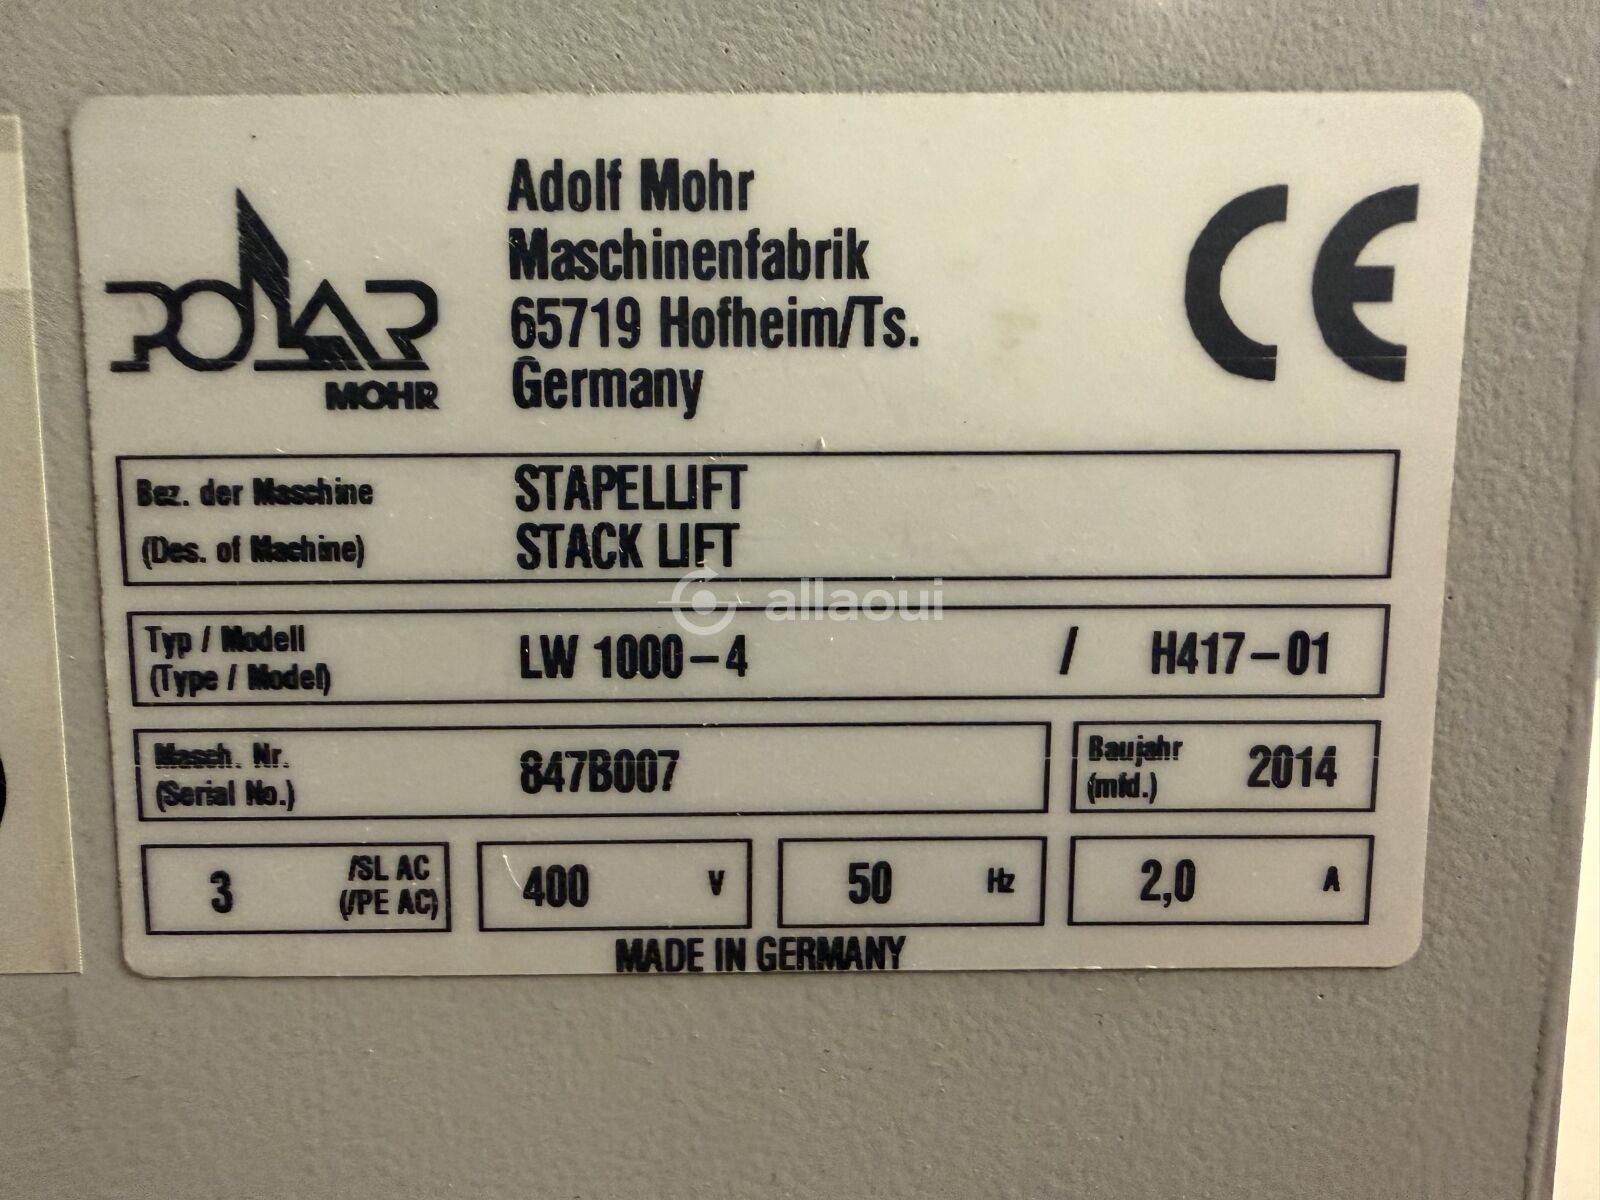 POLAR
MOHR
Adolf Mohr
Maschinenfabrik
65719 Hofheim/Ts.
Germany
CE
Bez. der Maschine STAPELLIFT
(Des. of Machine) STACK LIFT
allaoui
Typ / Modell
(Type / Model) LW 1000-4 / H417-01
Masch. Nr.
(Serial No.) 847B007
Baujahr
(mfd.) 2014
3 /SL AC
(/PE AC)
400 V
50 Hz
2,0 A
MADE IN GERMANY